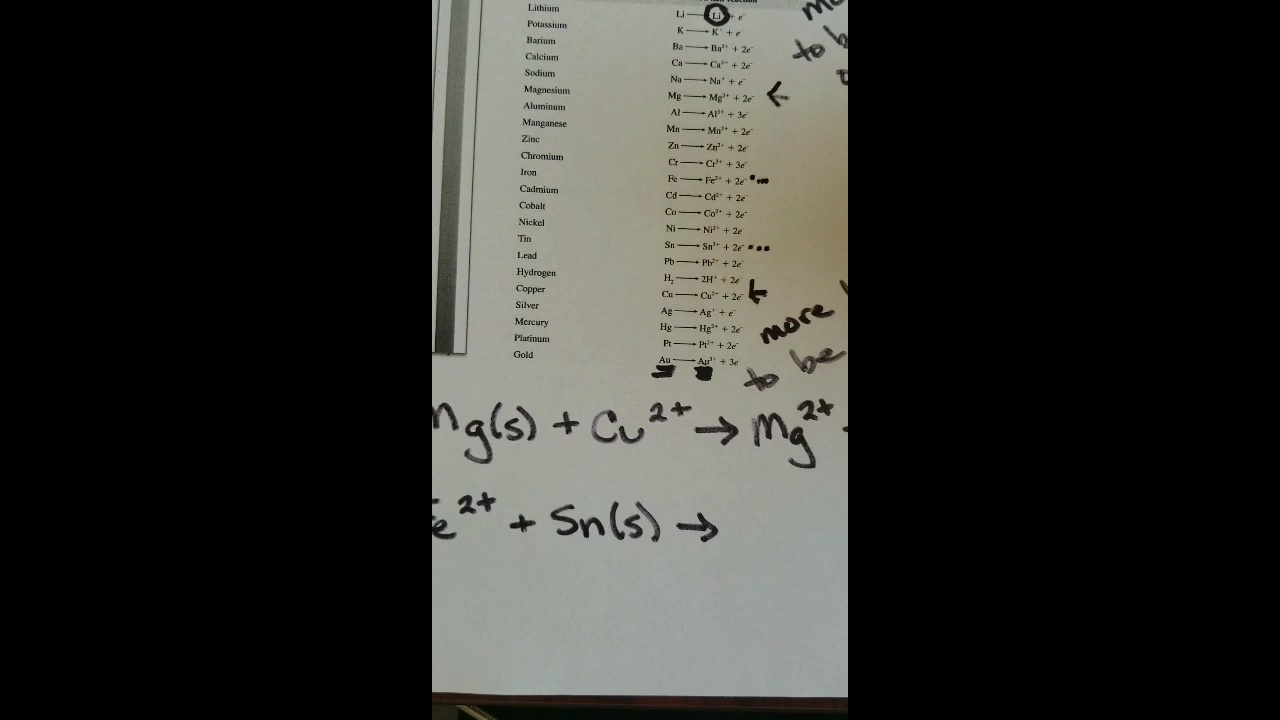 Lithium Li → Li + e⁻
Potassium K → K⁺ + e⁻
Barium Ba → Ba²⁺ + 2e⁻
Calcium Ca → Ca²⁺ + 2e⁻
Sodium Na → Na⁺ + e⁻
Magnesium Mg → Mg²⁺ + 2e⁻ ←
Aluminum Al → Al³⁺ + 3e⁻
Manganese Mn → Mn²⁺ + 2e⁻
Zinc Zn → Zn²⁺ + 2e⁻
Chromium Cr → Cr³⁺ + 3e⁻
Iron Fe → Fe²⁺ + 2e⁻
Cadmium Cd → Cd²⁺ + 2e⁻
Cobalt Co → Co²⁺ + 2e⁻
Nickel Ni → Ni²⁺ + 2e⁻
Tin Sn → Sn²⁺ + 2e⁻
Lead Pb → Pb²⁺ + 2e⁻
Hydrogen H₂ → 2H⁺ + 2e⁻
Copper Cu → Cu²⁺ + 2e⁻ ←
Silver Ag → Ag⁺ + e⁻
Mercury Hg → Hg²⁺ + 2e⁻
Platinum Pt → Pt²⁺ + 2e⁻
Gold Au → Au³⁺ + 3e⁻
more
to be
Mg(s) + Cu²⁺ → Mg²⁺
Fe²⁺ + Sn(s) →